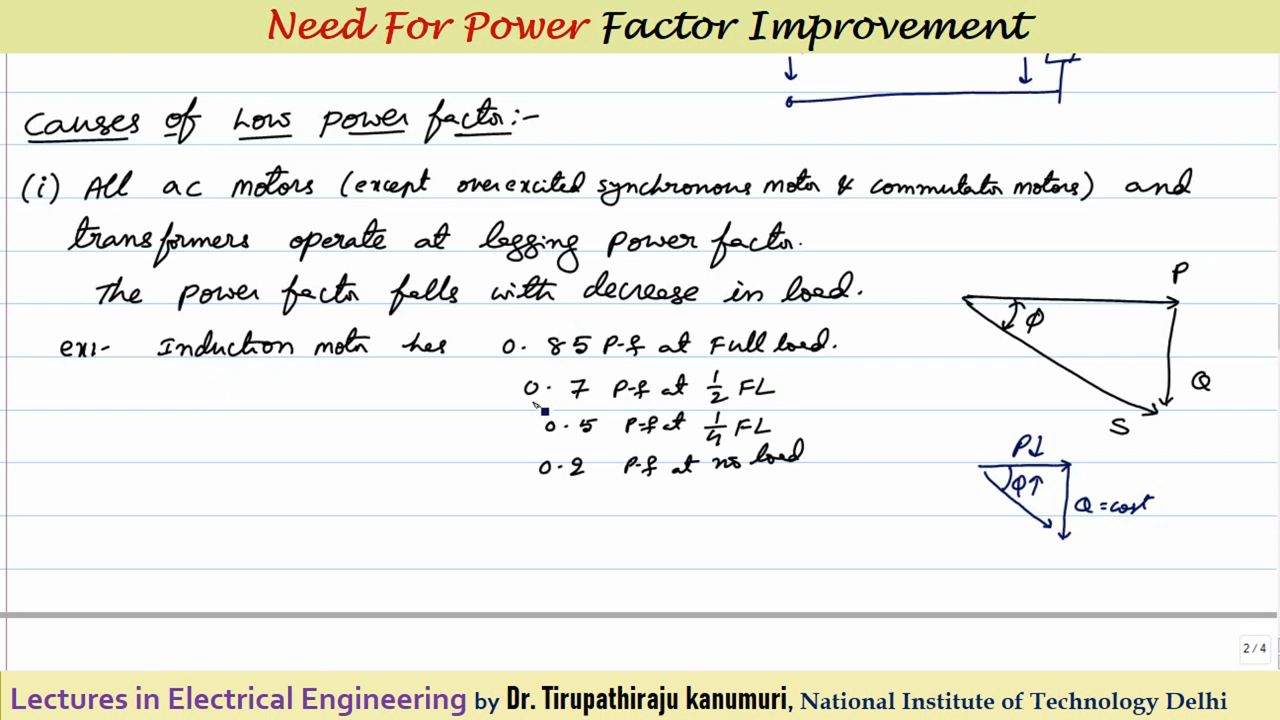 Need For Power Factor Improvement
Causes of Low power factor:-
(i) All ac motors (except overexcited synchronous motor & commutator motors) and
transformers operate at lagging power factor.
The power factor falls with decrease in load.
ex:- Induction motor has 0.85 P.f at Full load.
0.7 P.f at 1/2 FL
0.5 P.f at 1/4 FL
0.2 P.f at no load
P
φ
Q
S
P↓
φ↑
Q = cost
2/4
Lectures in Electrical Engineering by Dr. Tirupathiraju kanumuri, National Institute of Technology Delhi